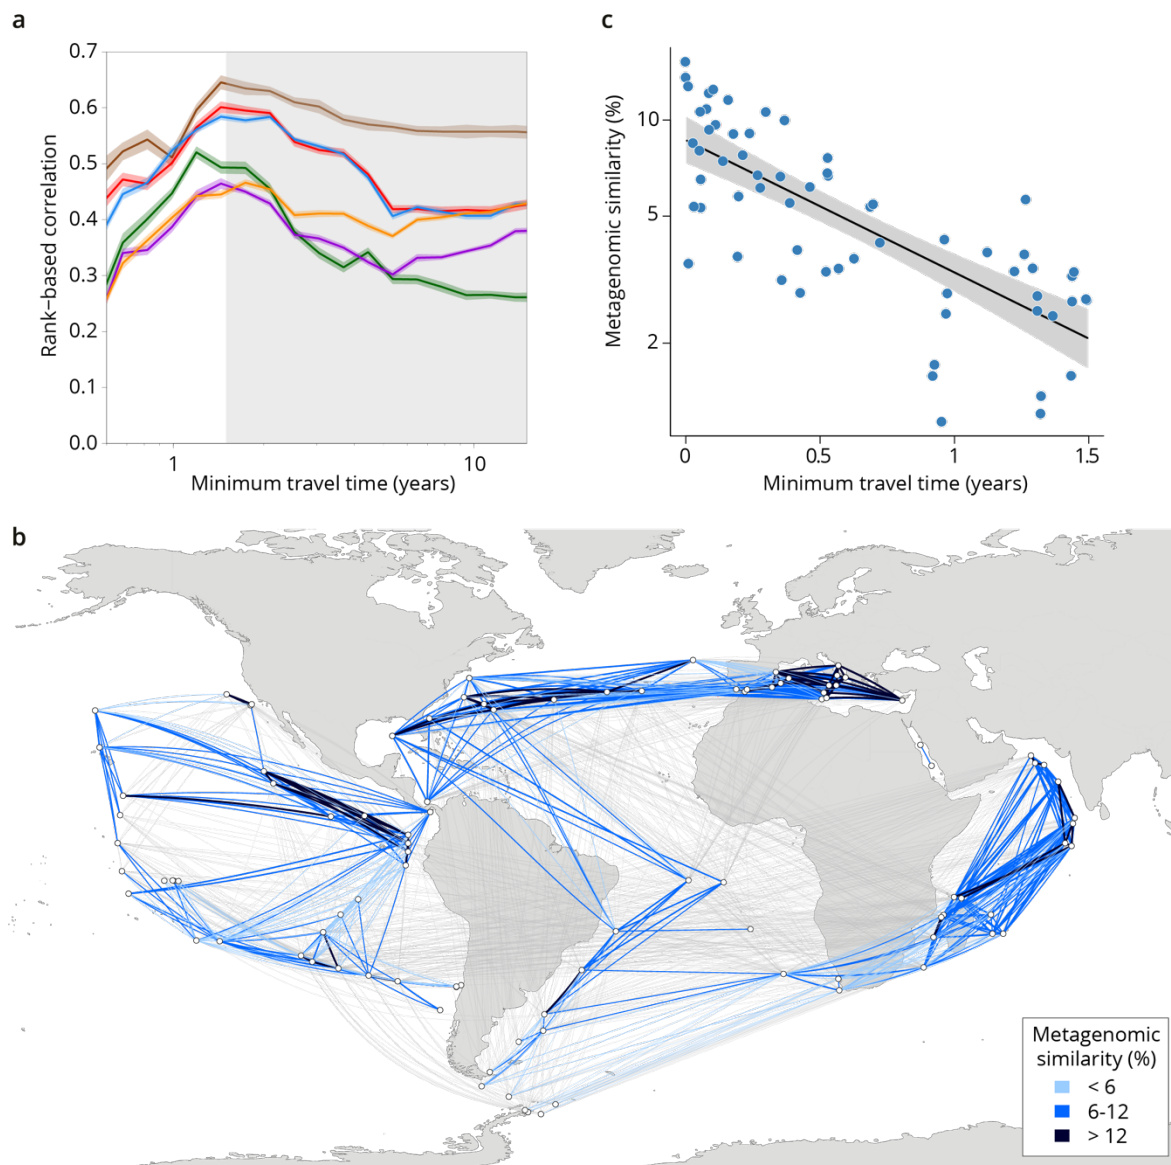 a
0.7
0.6
0.5
0.4
0.3
0.2
0.1
0.0
Rank−based correlation
1 10
Minimum travel time (years)
c
10
5
2
Metagenomic similarity (%)
0 0.5 1 1.5
Minimum travel time (years)
b
Metagenomic
similarity (%)
< 6
6-12
> 12